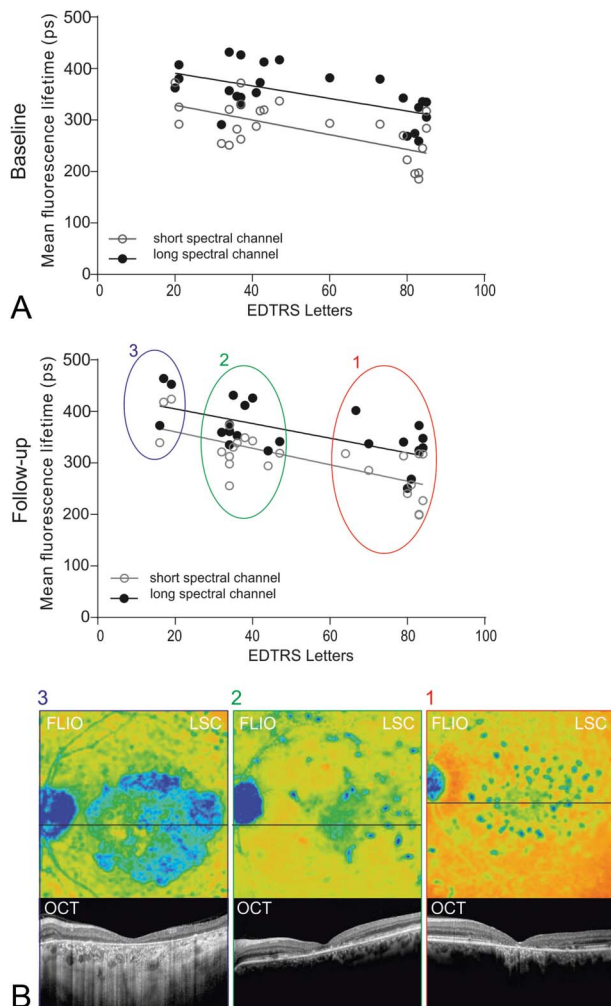 500
400
300
200
100
0
Mean fluorescence lifetime (ps)
Baseline
short spectral channel
long spectral channel
0 20 40 60 80 100
EDTRS Letters
A
3 2 1
500
400
300
200
100
0
Mean fluorescence lifetime (ps)
Follow-up
short spectral channel
long spectral channel
0 20 40 60 80 100
EDTRS Letters
3 2 1
FLIO LSC FLIO LSC FLIO LSC
OCT OCT OCT
B